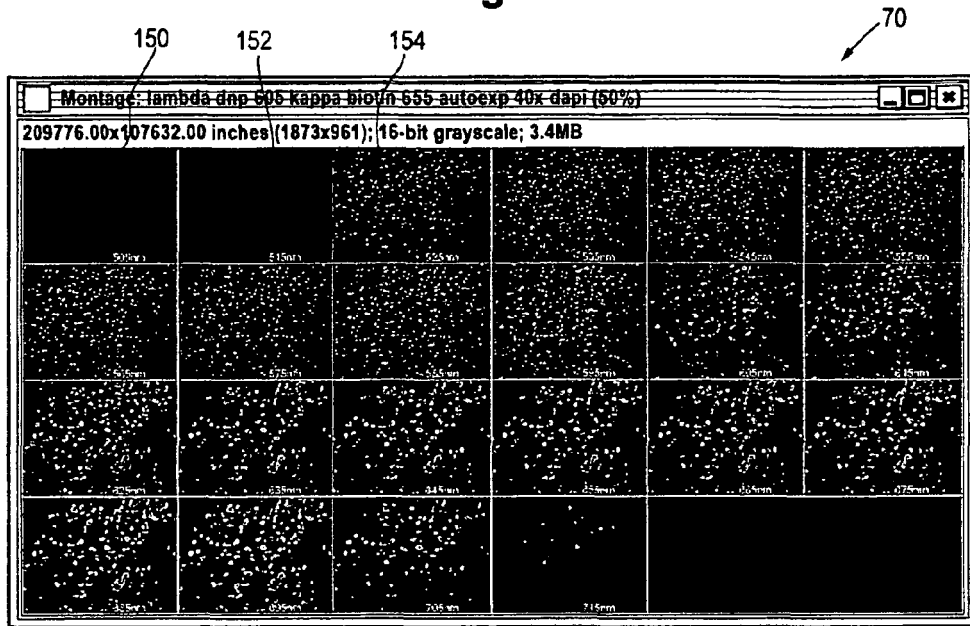 70
150 152 154
Montage: lambda dnp 605 kappa biotin 655 autoexp 40x dapi (50%)
209776.00x107632.00 inches (1873x961); 16-bit grayscale; 3.4MB
505nm 515nm 525nm 535nm 545nm 555nm
565nm 575nm 585nm 595nm 605nm 615nm
625nm 635nm 645nm 655nm 665nm 675nm
685nm 695nm 705nm 715nm